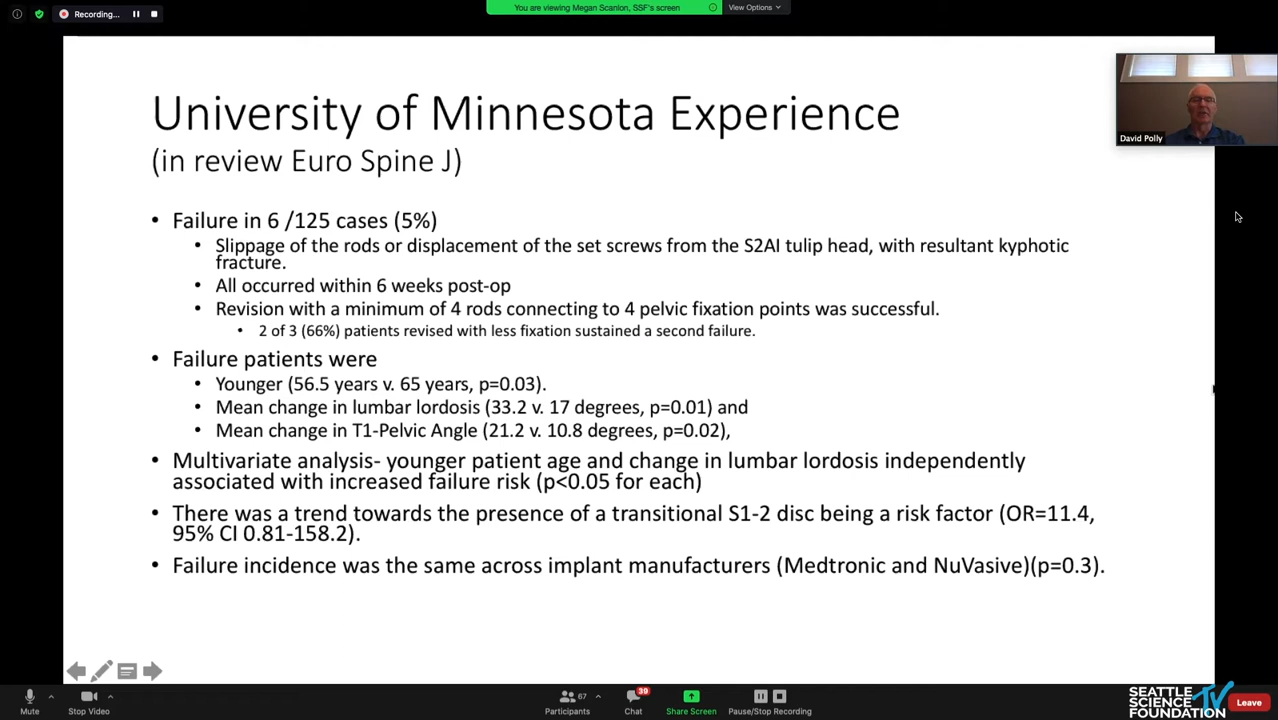 Recording...
You are viewing Megan Scanlon, SSF's screen
View Options
University of Minnesota Experience
(in review Euro Spine J)
David Polly
• Failure in 6 /125 cases (5%)
• Slippage of the rods or displacement of the set screws from the S2AI tulip head, with resultant kyphotic
fracture.
• All occurred within 6 weeks post-op
• Revision with a minimum of 4 rods connecting to 4 pelvic fixation points was successful.
• 2 of 3 (66%) patients revised with less fixation sustained a second failure.
• Failure patients were
• Younger (56.5 years v. 65 years, p=0.03).
• Mean change in lumbar lordosis (33.2 v. 17 degrees, p=0.01) and
• Mean change in T1-Pelvic Angle (21.2 v. 10.8 degrees, p=0.02),
• Multivariate analysis- younger patient age and change in lumbar lordosis independently
associated with increased failure risk (p<0.05 for each)
• There was a trend towards the presence of a transitional S1-2 disc being a risk factor (OR=11.4,
95% CI 0.81-158.2).
• Failure incidence was the same across implant manufacturers (Medtronic and NuVasive)(p=0.3).
Mute
Stop Video
67
Participants
39
Chat
Share Screen
Pause/Stop Recording
SEATTLE
SCIENCE
FOUNDATION
TV
Leave